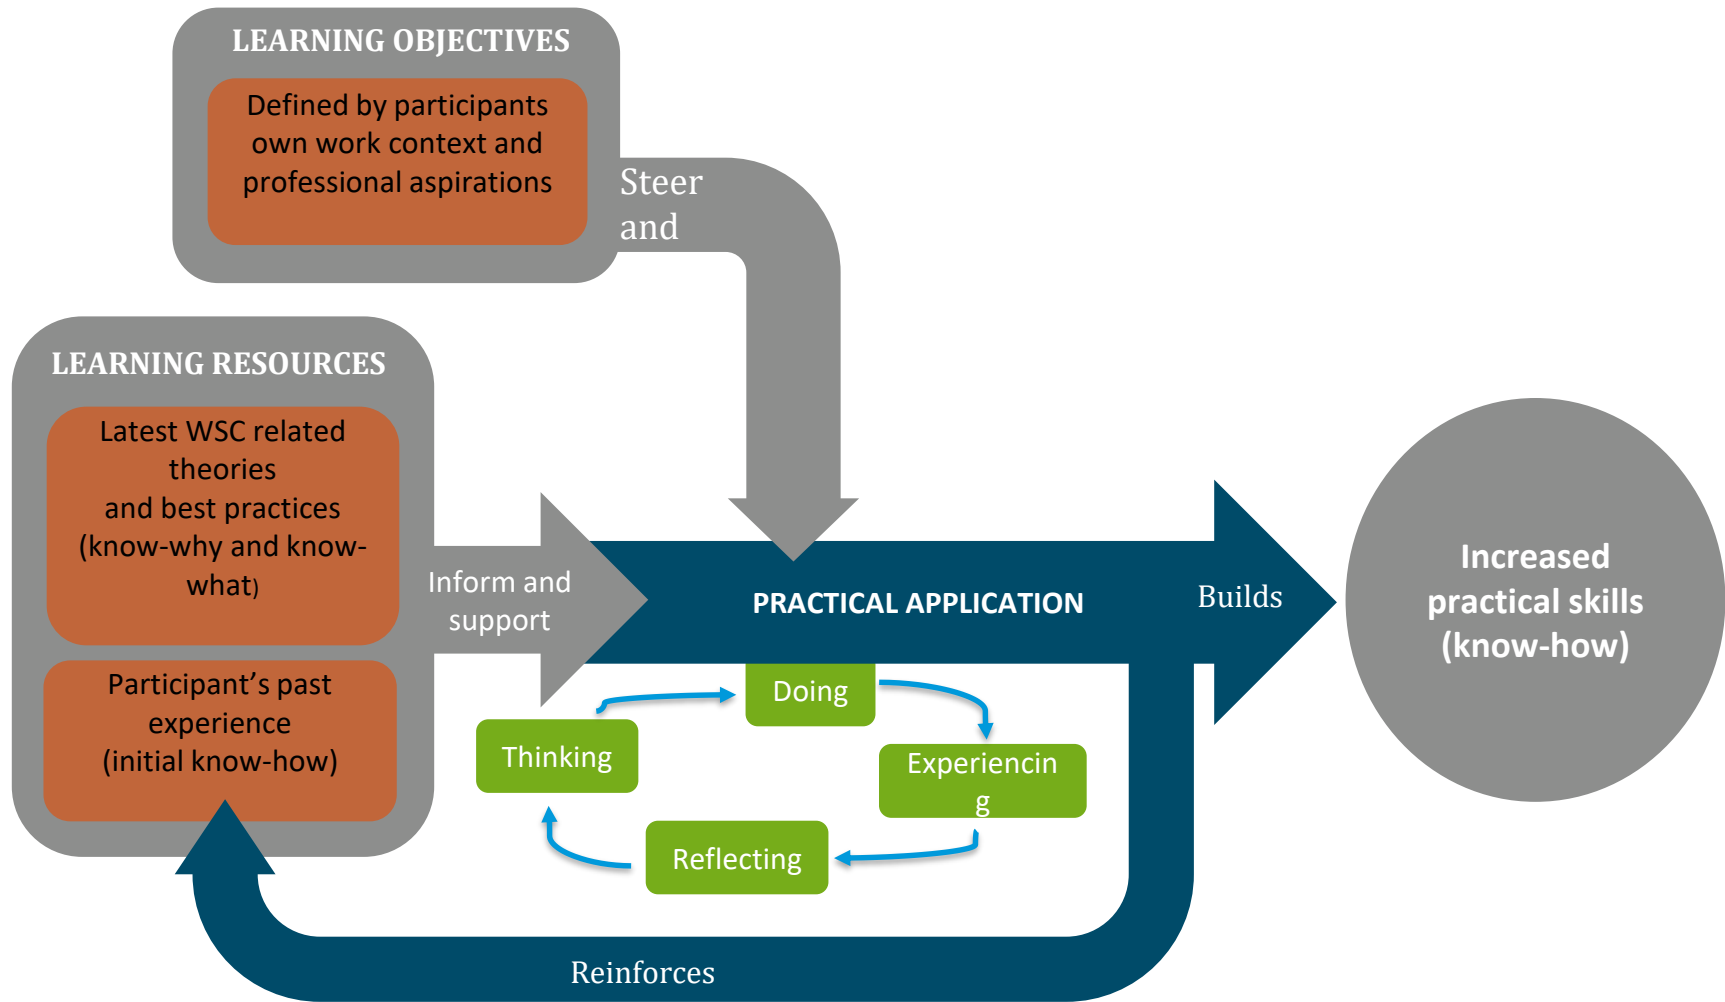 LEARNING OBJECTIVES
Defined by participants
own work context and
professional aspirations
Steer
and
LEARNING RESOURCES
Latest WSC related
theories
and best practices
(know-why and know-
what)
Participant’s past
experience
(initial know-how)
Inform and
support
PRACTICAL APPLICATION
Builds
Increased
practical skills
(know-how)
Doing
Thinking
Experiencin
g
Reflecting
Reinforces